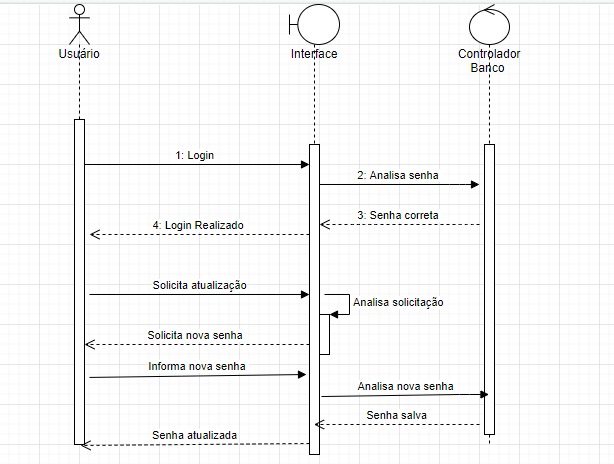 Usuário
Interface
Controlador
Banco
1: Login
2: Analisa senha
3: Senha correta
4: Login Realizado
Solicita atualização
Analisa solicitação
Solicita nova senha
Informa nova senha
Analisa nova senha
Senha salva
Senha atualizada